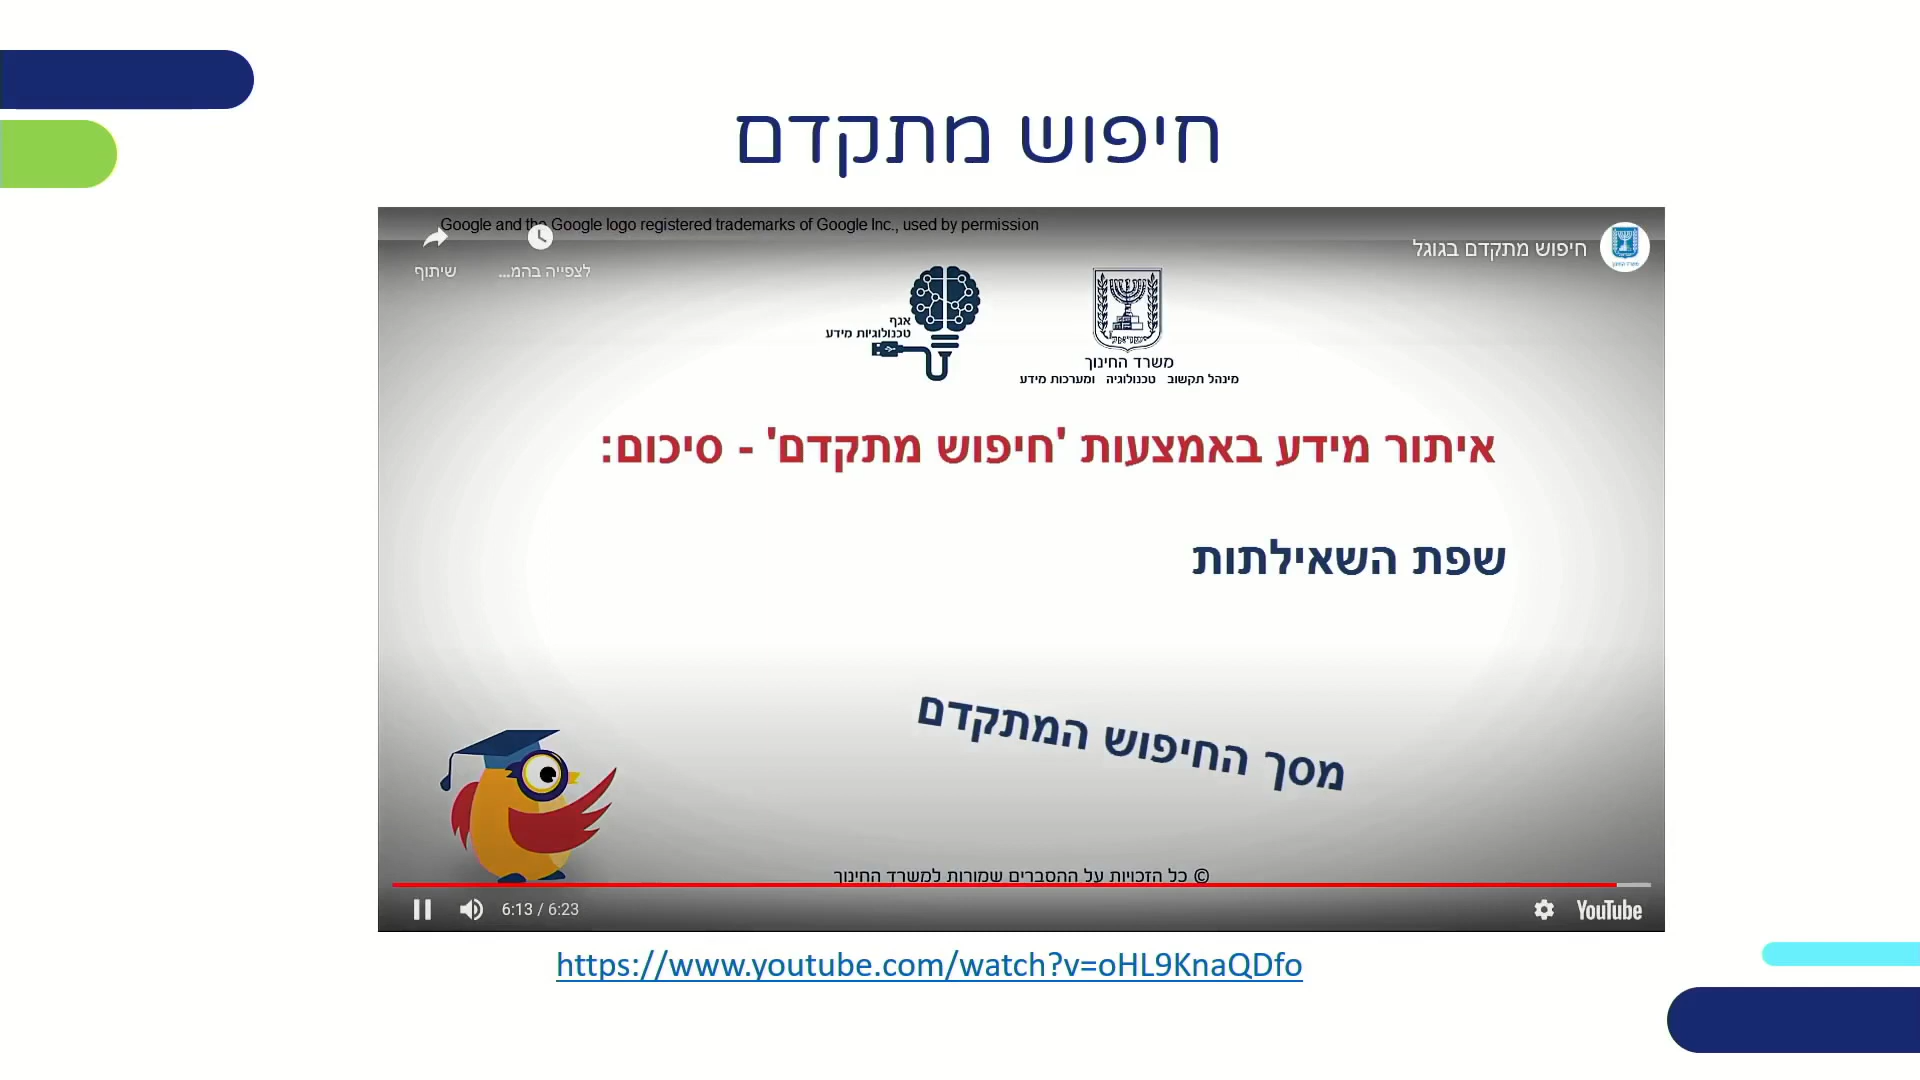 חיפוש מתקדם
Google and the Google logo registered trademarks of Google Inc., used by permission
חיפוש מתקדם בגוגל
שיתוף
לצפייה בהמ...
אגף
טכנולוגיות מידע
משרד החינוך
מינהל תקשוב טכנולוגיה ומערכות מידע
איתור מידע באמצעות 'חיפוש מתקדם' - סיכום:
שפת השאילתות
מסך החיפוש המתקדם
© כל הזכויות על ההסברים שמורות למשרד החינוך
6:13 / 6:23
YouTube
https://www.youtube.com/watch?v=oHL9KnaQDfo